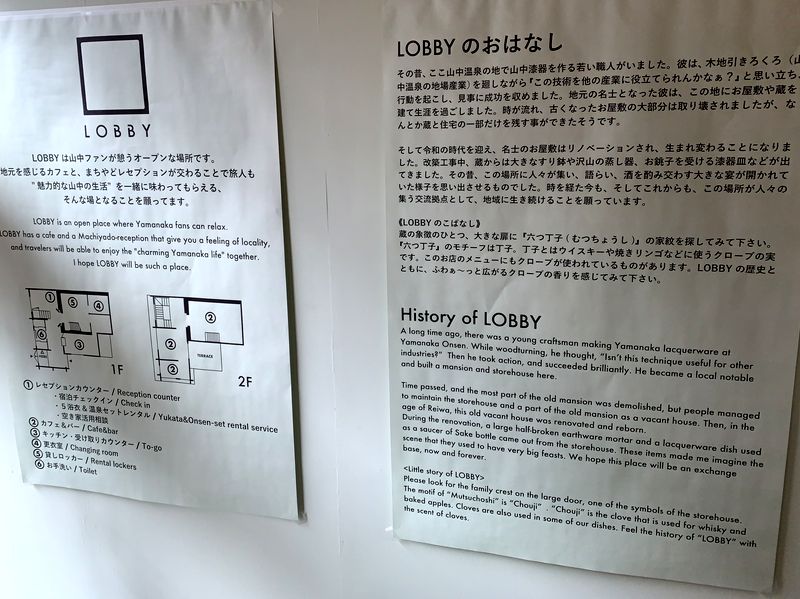 LOBBY
LOBBY は山中ファンが憩うオープンな場所です。
地元を感じるカフェと、まちやどレセプションが交わることで旅人も
"魅力的な山中の生活"を一緒に味わってもらえる、
そんな場となることを願ってます。
LOBBY is an open place where Yamanaka fans can relax.
LOBBY has a cafe and a Machiyado-reception that give you a feeling of locality,
and travelers will be able to enjoy the "charming Yamanaka life" together.
I hope LOBBY will be such a place.
① ⑤ ④
⑥ ③
1F
②
②
②
TERRACE
2F
① レセプションカウンター / Reception counter
・宿泊チェックイン / Check in
・5浴衣&温泉セットレンタル / Yukata&Onsen-set rental service
・空き家活用相談
② カフェ&バー / Cafe&bar
③ キッチン・受け取りカウンター / To-go
④ 更衣室 / Changing room
⑤ 貸しロッカー / Rental lockers
⑥ お手洗い / Toilet
LOBBY のおはなし
その昔、ここ山中温泉の地で山中漆器を作る若い職人がいました。彼は、木地引きろくろ（山
中温泉の地場産業）を廻しながら『この技術を他の産業に役立てられんかなぁ?』と思い立ち、
行動を起こし、見事に成功を収めました。地元の名士となった彼は、この地にお屋敷や蔵を
建て生涯を過ごしました。時が流れ、古くなったお屋敷の大部分は取り壊されましたが、な
んとか蔵と住宅の一部だけを残す事ができたそうです。
そして令和の時代を迎え、名士のお屋敷はリノベーションされ、生まれ変わることになりま
した。改築工事中、蔵からは大きなすり鉢や沢山の蒸し器、お銚子を受ける漆器皿などが出
てきました。その昔、この場所に人々が集い、語らい、酒を酌み交わす大きな宴が開かれて
いた様子を思い出させるものでした。時を経た今も、そしてこれからも、この場所が人々の
集う交流拠点として、地域に生き続けることを願っています。
《LOBBY のこばなし》
蔵の象徴のひとつ、大きな扉に『六つ丁子（むつちょうし）』の家紋を探してみて下さい。
『六つ丁子』のモチーフは丁子。丁子とはウイスキーや焼きリンゴなどに使うクローブの実
です。このお店のメニューにもクローブが使われているものがあります。LOBBY の歴史と
ともに、ふわぁ〜っと広がるクローブの香りを感じてみて下さい。
History of LOBBY
A long time ago, there was a young craftsman making Yamanaka lacquerware at
Yamanaka Onsen. While woodturning, he thought, "Isn't this technique useful for other
industries?" Then he took action, and succeeded brilliantly. He became a local notable
and built a mansion and storehouse here.
Time passed, and the most part of the old mansion was demolished, but people managed
to maintain the storehouse and a part of the old mansion as a vacant house. Then, in the
age of Reiwa, this old vacant house was renovated and reborn.
During the renovation, a large half-broken earthware mortar and a lacquerware dish used
as a saucer of Sake bottle came out from the storehouse. These items made me imagine the
scene that they used to have very big feasts. We hope this place will be an exchange
base, now and forever.
<Little story of LOBBY>
Please look for the family crest on the large door, one of the symbols of the storehouse.
The motif of "Mutsuchoshi" is "Chouji" . "Chouji" is the clove that is used for whisky and
baked apples. Cloves are also used in some of our dishes. Feel the history of "LOBBY" with
the scent of cloves.